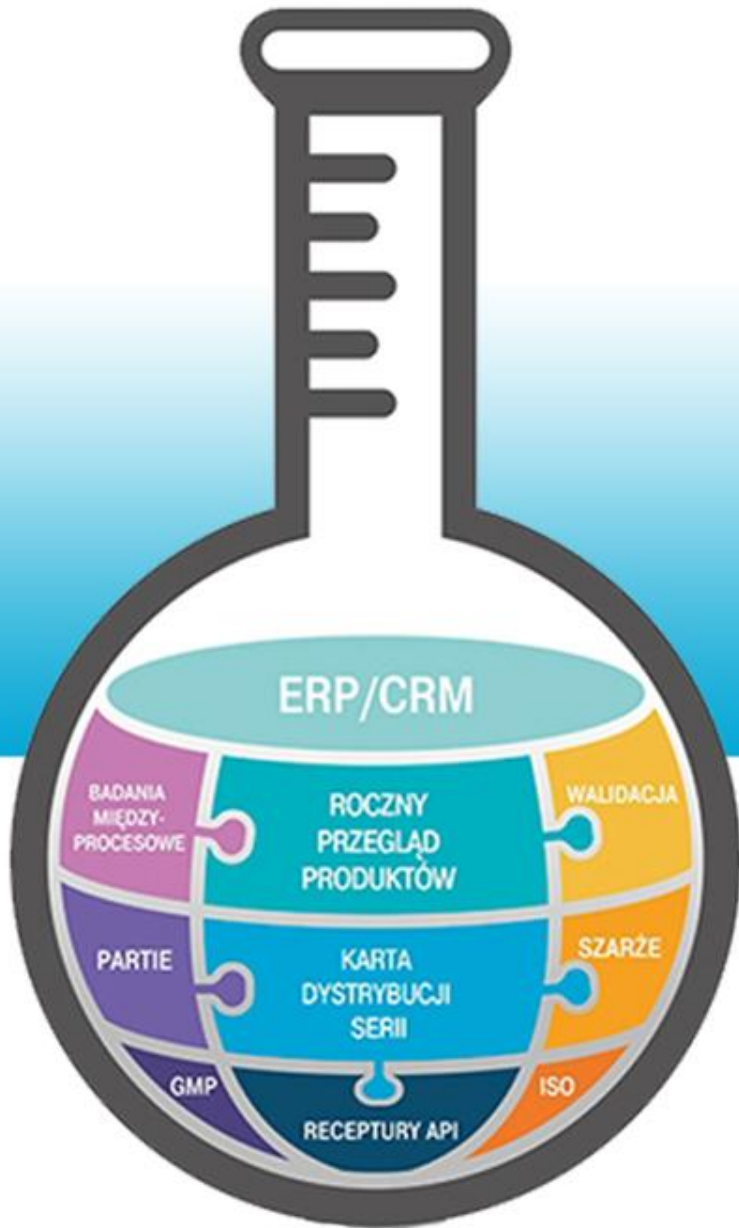 ERP/CRM
BADANIA
MIĘDZY-
PROCESOWE
ROCZNY
PRZEGLĄD
PRODUKTÓW
WALIDACJA
PARTIE
KARTA
DYSTRYBUCJI
SERII
SZARŻE
GMP
RECEPTURY API
ISO